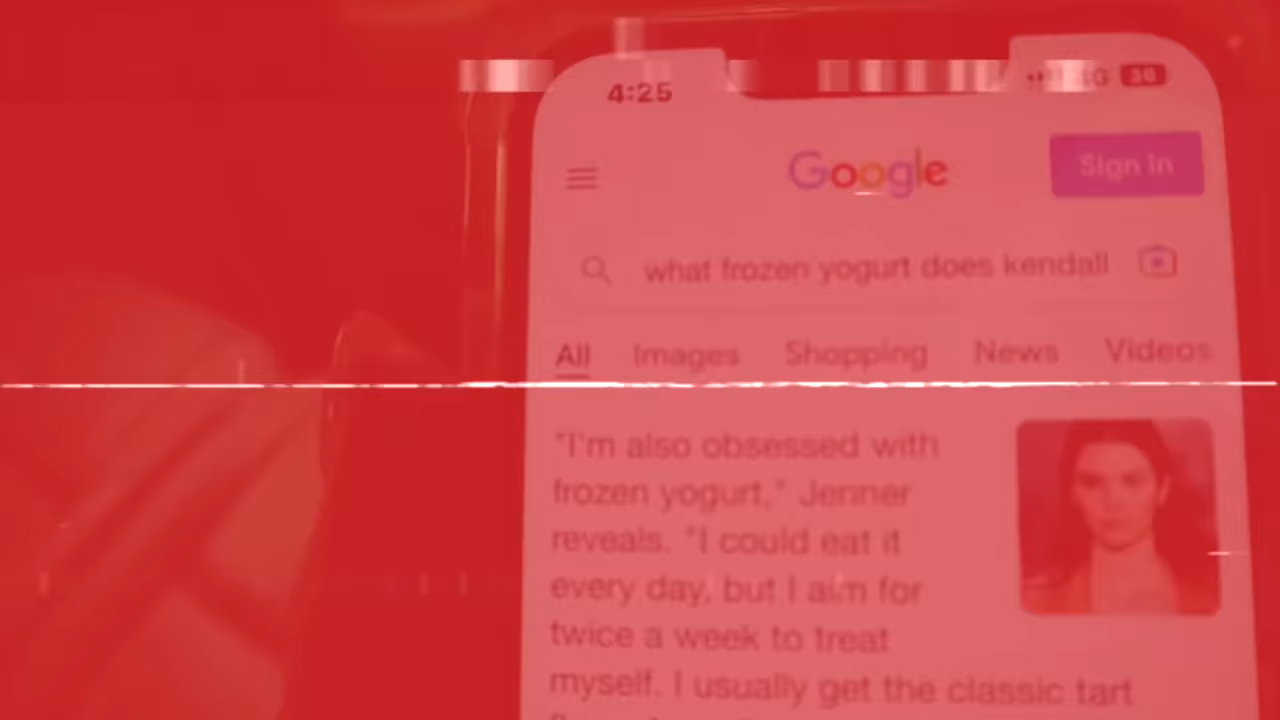 4:25
4G 36
Google
Sign in
what frozen yogurt does kendall
All Images Shopping News Videos
"I'm also obsessed with
frozen yogurt," Jenner
reveals. "I could eat it
every day, but I aim for
twice a week to treat
myself. I usually get the classic tart